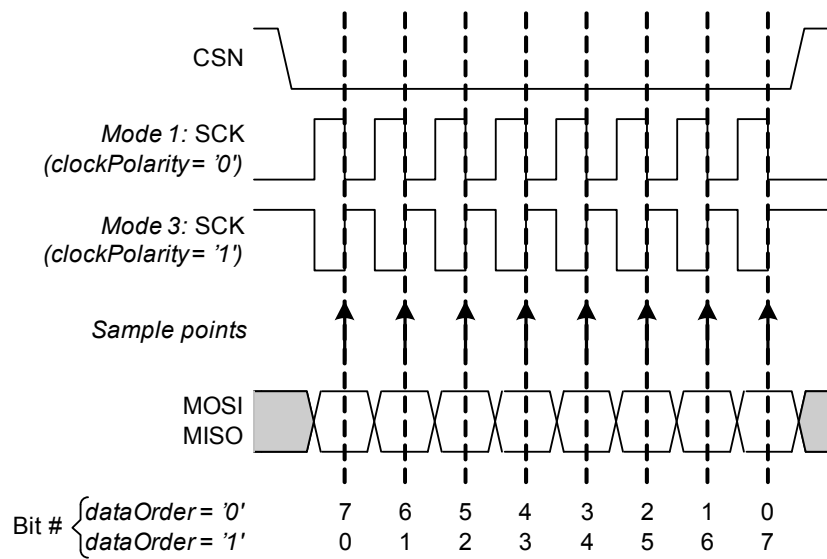 CSN
Mode 1: SCK
(clockPolarity= '0')
Mode 3: SCK
(clockPolarity= '1')
Sample points
MOSI
MISO
Bit # { dataOrder = '0' 7 6 5 4 3 2 1 0
dataOrder = '1' 0 1 2 3 4 5 6 7